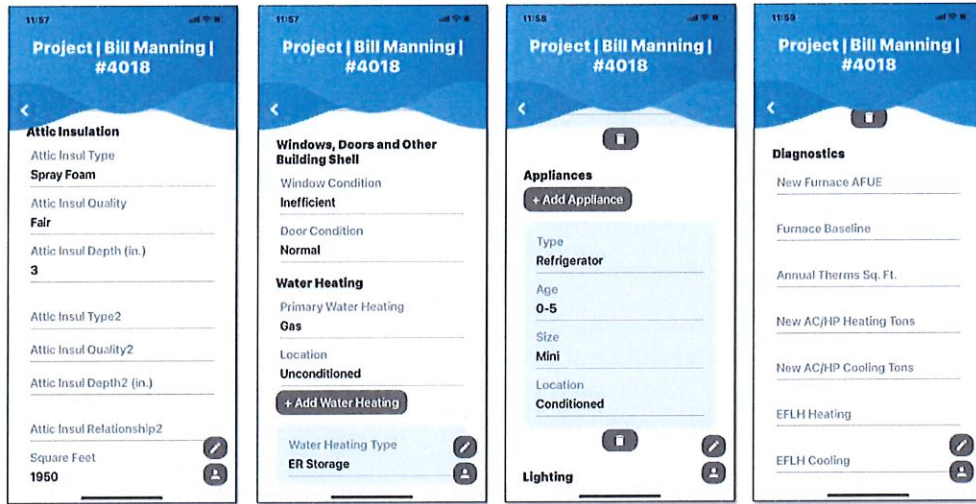 11:57
Project | Bill Manning |
#4018
Attic Insulation
Attic Insul Type
Spray Foam
Attic Insul Quality
Fair
Attic Insul Depth (in.)
3
Attic Insul Type2
Attic Insul Quality2
Attic Insul Depth2 (in.)
Attic Insul Relationship2
Square Feet
1950
11:57
Project | Bill Manning |
#4018
Windows, Doors and Other
Building Shell
Window Condition
Inefficient
Door Condition
Normal
Water Heating
Primary Water Heating
Gas
Location
Unconditioned
+ Add Water Heating
Water Heating Type
ER Storage
11:58
Project | Bill Manning |
#4018
Appliances
+ Add Appliance
Type
Refrigerator
Age
0-5
Size
Mini
Location
Conditioned
Lighting
11:59
Project | Bill Manning |
#4018
Diagnostics
New Furnace AFUE
Furnace Baseline
Annual Therms Sq. Ft.
New AC/HP Heating Tons
New AC/HP Cooling Tons
EFLH Heating
EFLH Cooling